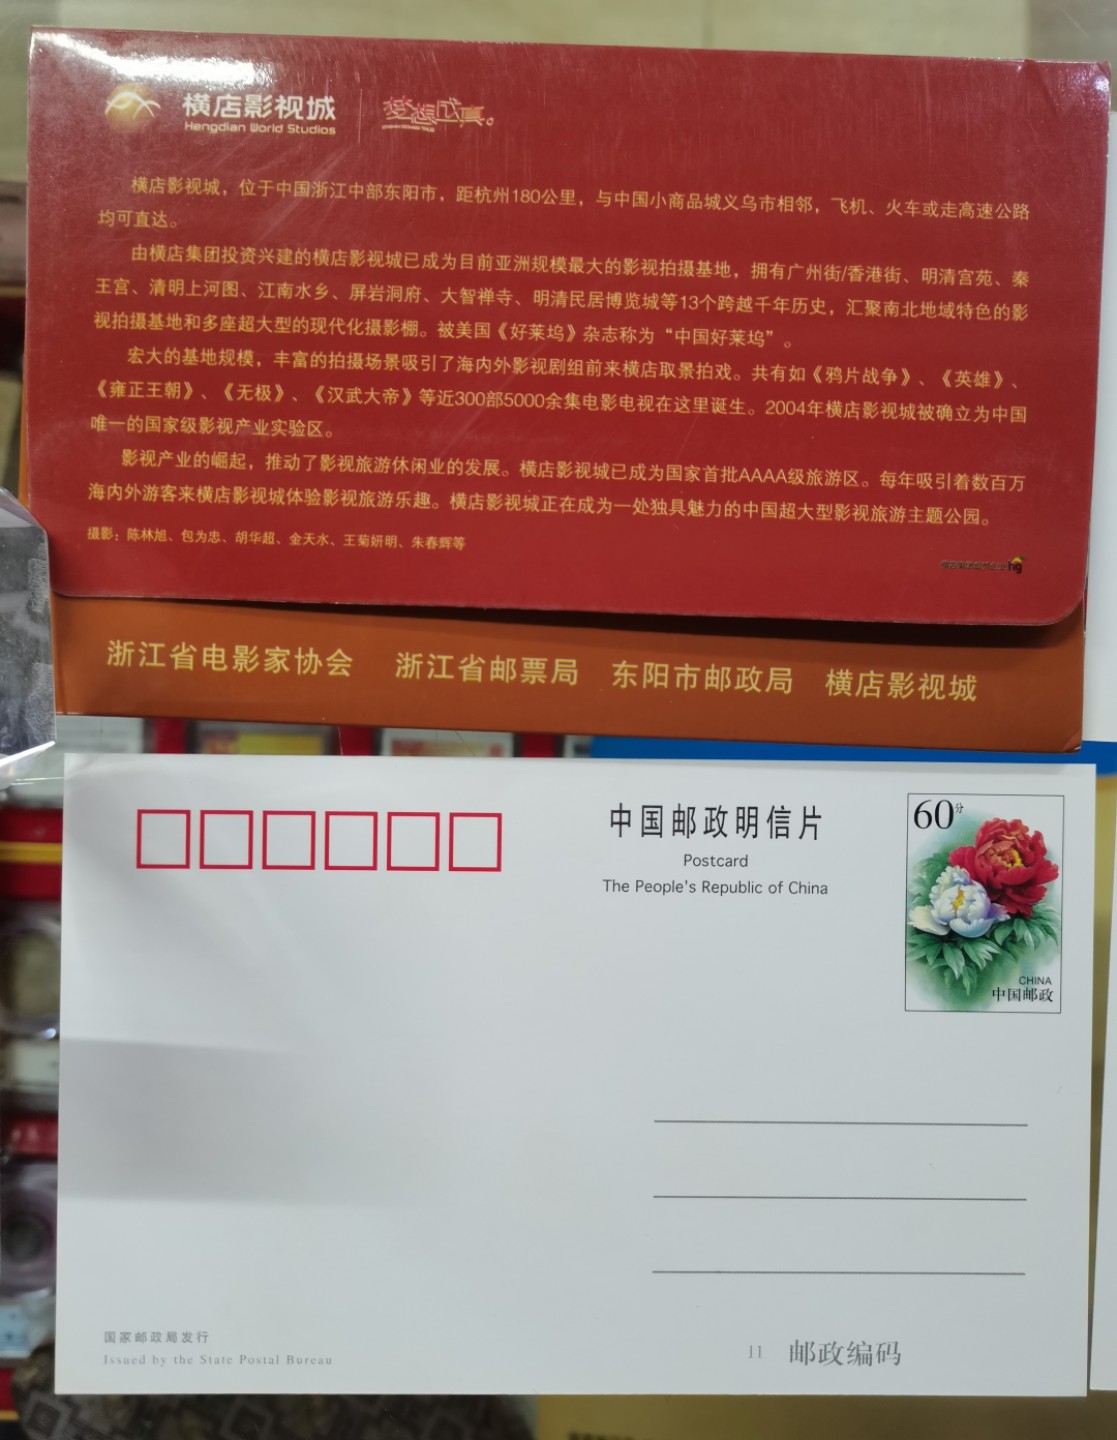 横店影视城
Hengdian World Studios
梦想成真。
横店影视城，位于中国浙江中部东阳市，距杭州180公里，与中国小商品城义乌市相邻，飞机、火车或走高速公路
均可直达。
由横店集团投资兴建的横店影视城已成为目前亚洲规模最大的影视拍摄基地，拥有广州街/香港街、明清宫苑、秦
王宫、清明上河图、江南水乡、屏岩洞府、大智禅寺、明清民居博览城等13个跨越千年历史，汇聚南北地域特色的影
视拍摄基地和多座超大型的现代化摄影棚。被美国《好莱坞》杂志称为“中国好莱坞”。
宏大的基地规模，丰富的拍摄场景吸引了海内外影视剧组前来横店取景拍戏。共有如《鸦片战争》、《英雄》、
《雍正王朝》、《无极》、《汉武大帝》等近300部5000余集电影电视在这里诞生。2004年横店影视城被确立为中国
唯一的国家级影视产业实验区。
影视产业的崛起，推动了影视旅游休闲业的发展。横店影视城已成为国家首批AAAA级旅游区。每年吸引着数百万
海内外游客来横店影视城体验影视旅游乐趣。横店影视城正在成为一处独具魅力的中国超大型影视旅游主题公园。
摄影：陈林旭、包为忠、胡华超、金天水、王菊妍明、朱春辉等
hg
浙江省电影家协会 浙江省邮票局 东阳市邮政局 横店影视城
中国邮政明信片
Postcard
The People's Republic of China
60分
CHINA
中国邮政
国家邮政局发行
Issued by the State Postal Bureau
11 邮政编码